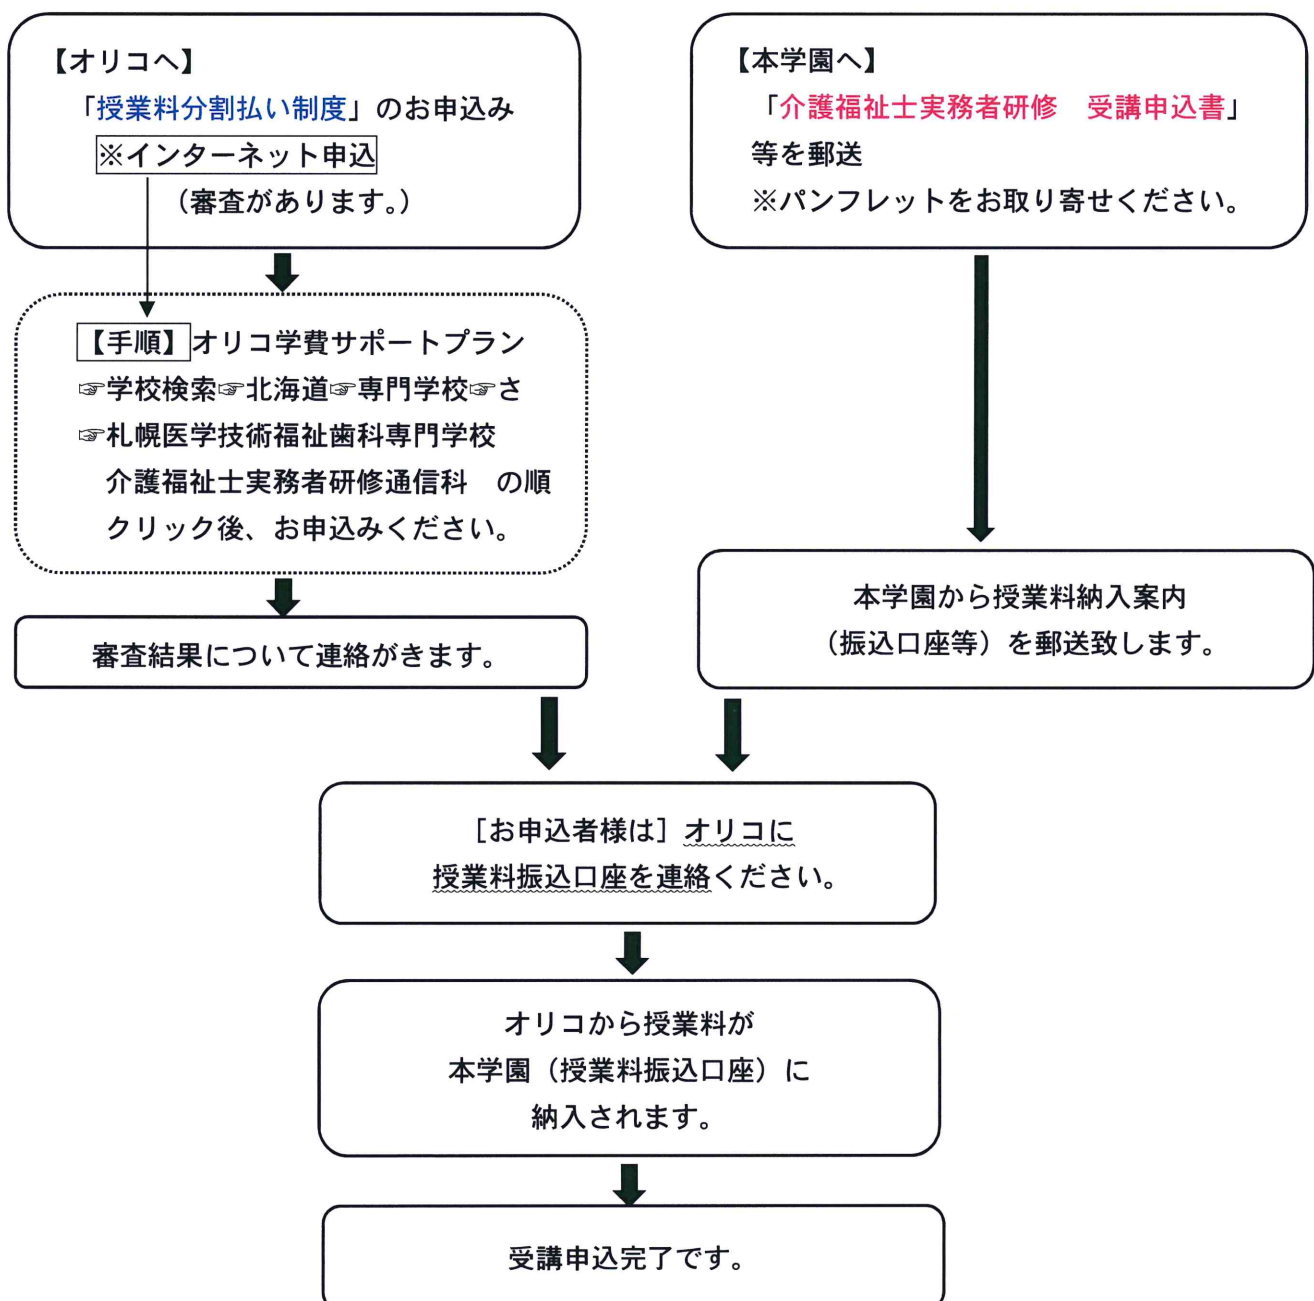 【オリコへ】
「授業料分割払い制度」のお申込み
※インターネット申込
（審査があります。）
【手順】オリコ学費サポートプラン
☞学校検索☞北海道☞専門学校☞さ
☞札幌医学技術福祉歯科専門学校
介護福祉士実務者研修通信科　の順
クリック後、お申込みください。
審査結果について連絡がきます。
【本学園へ】
「介護福祉士実務者研修　受講申込書」
等を郵送
※パンフレットをお取り寄せください。
本学園から授業料納入案内
（振込口座等）を郵送致します。
［お申込者様は］オリコに
授業料振込口座を連絡ください。
オリコから授業料が
本学園（授業料振込口座）に
納入されます。
受講申込完了です。